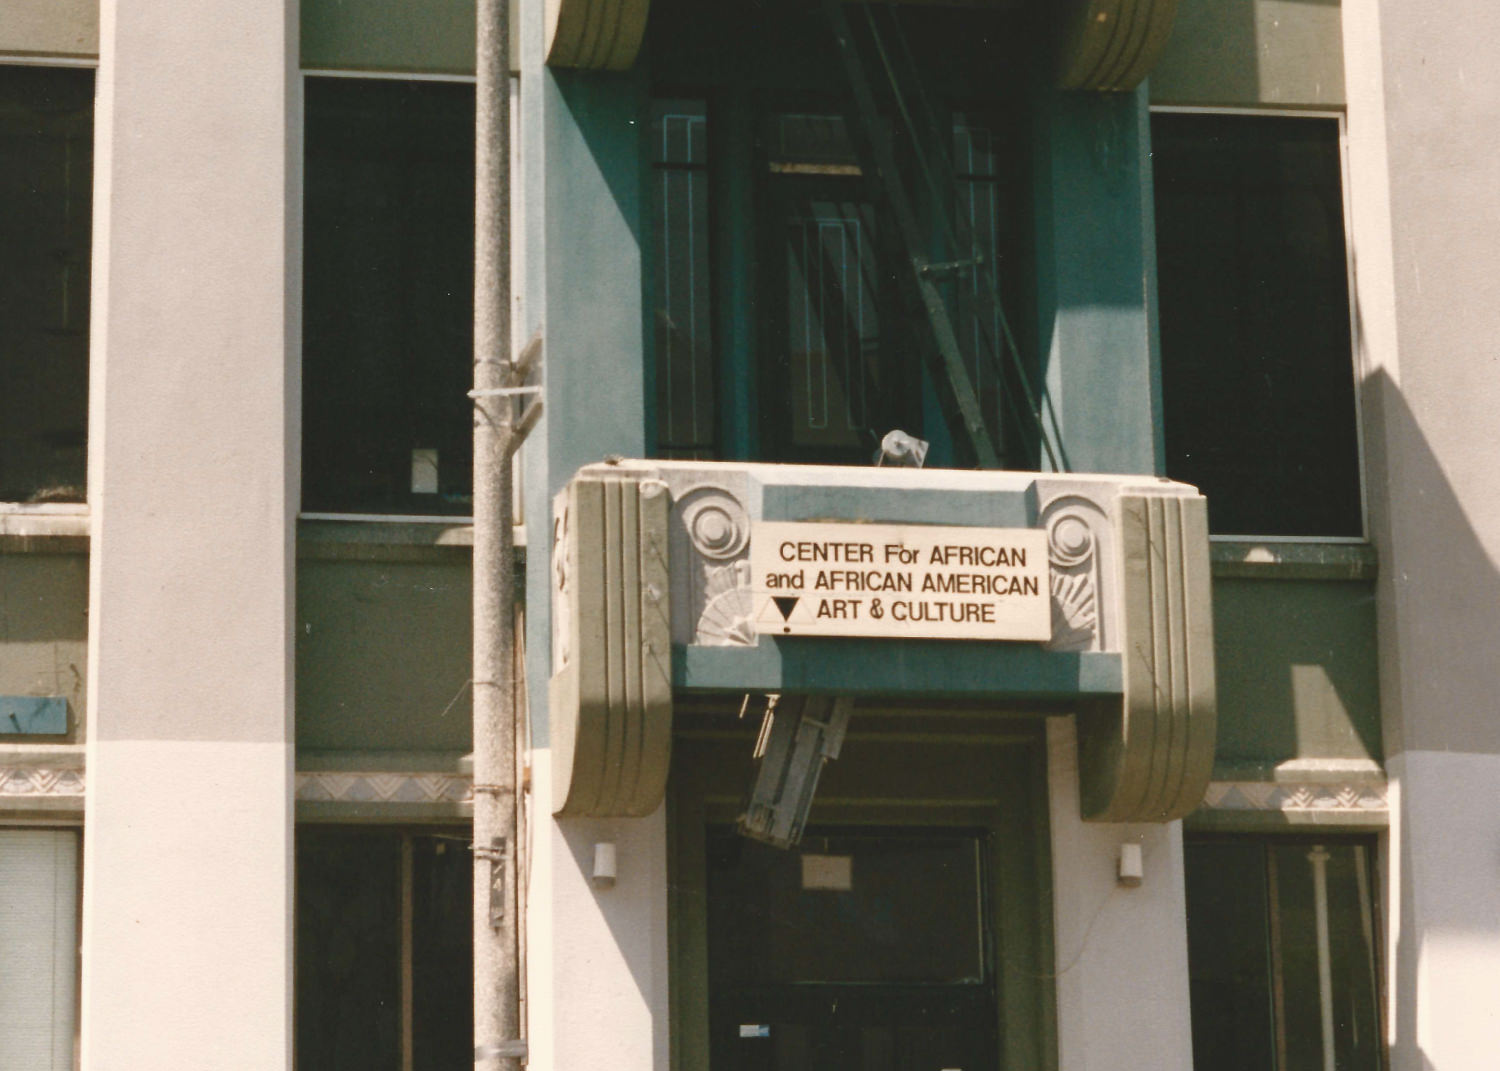 CENTER For AFRICAN
and AFRICAN AMERICAN
ART & CULTURE